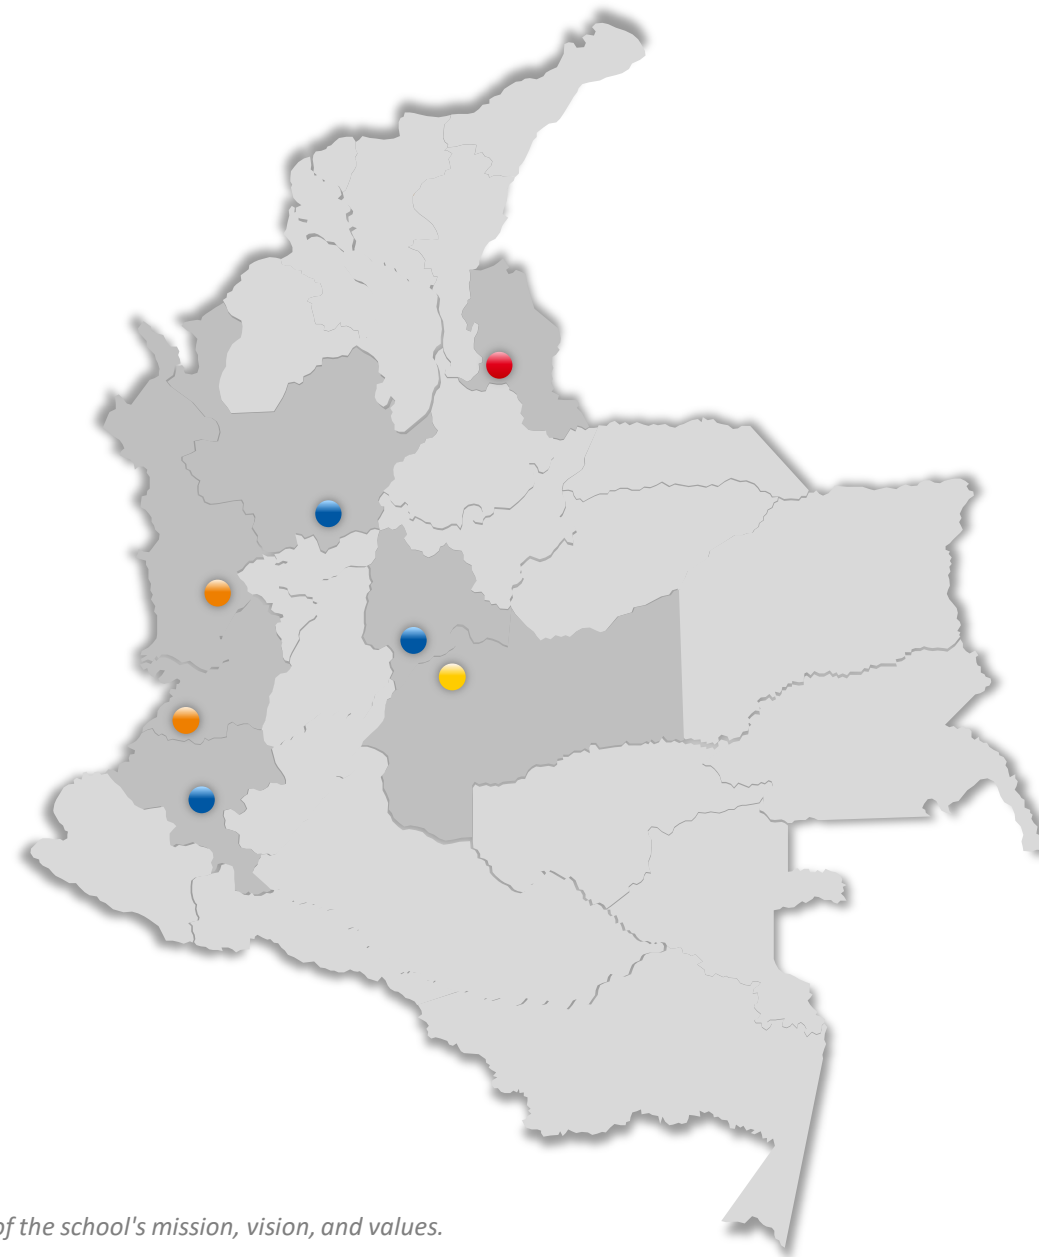 of the school's mission, vision, and values.